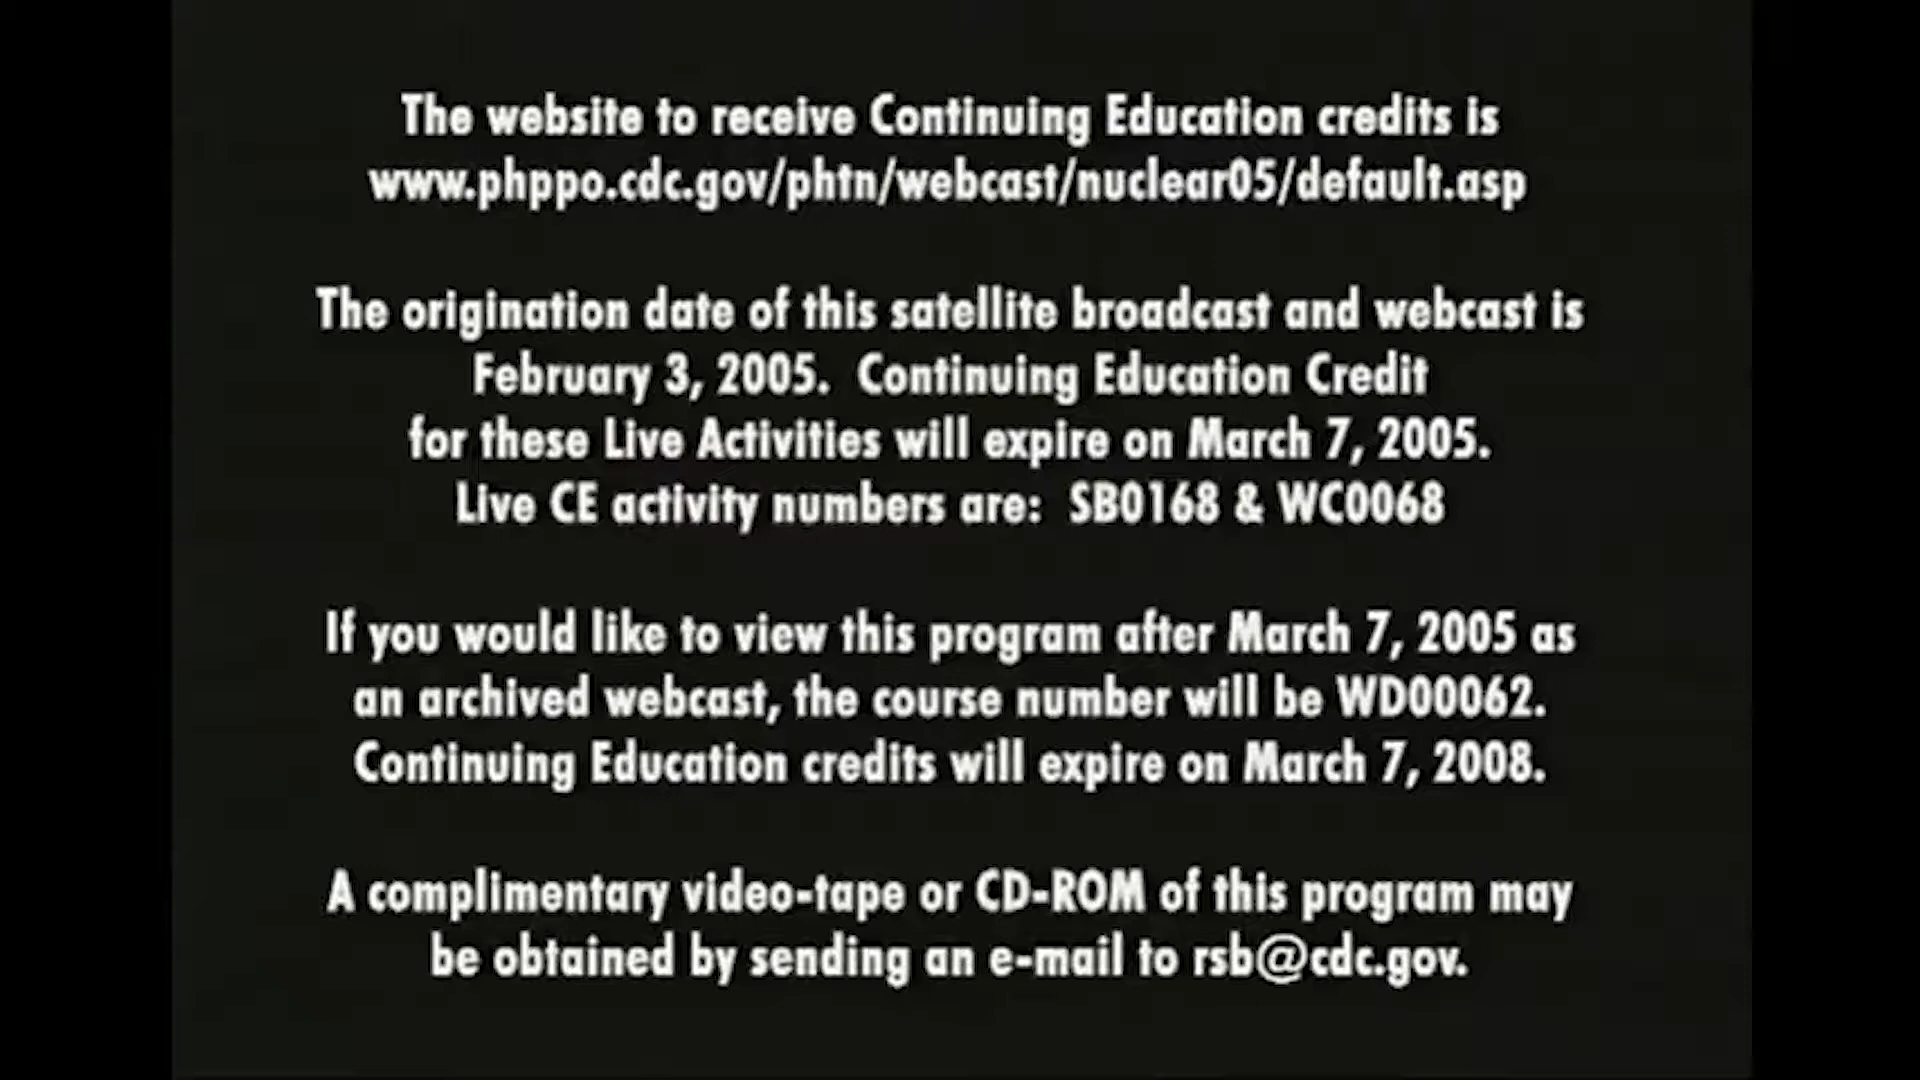 The website to receive Continuing Education credits is
www.phppo.cdc.gov/phtn/webcast/nuclear05/default.asp
The origination date of this satellite broadcast and webcast is
February 3, 2005.  Continuing Education Credit
for these Live Activities will expire on March 7, 2005.
Live CE activity numbers are:  SB0168 & WC0068
If you would like to view this program after March 7, 2005 as
an archived webcast, the course number will be WD00062.
Continuing Education credits will expire on March 7, 2008.
A complimentary video-tape or CD-ROM of this program may
be obtained by sending an e-mail to rsb@cdc.gov.